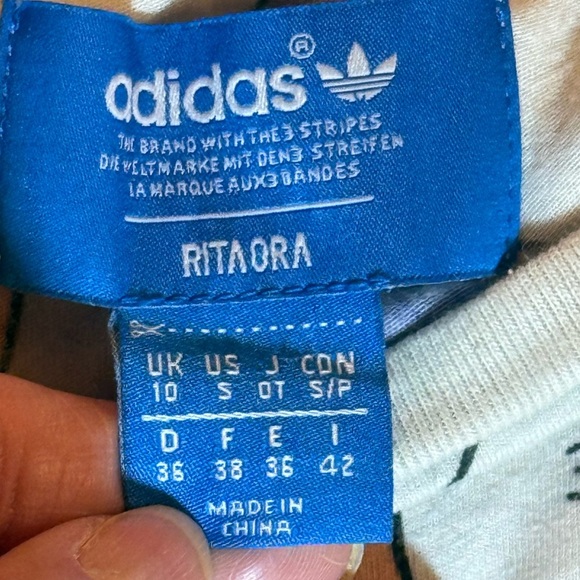 adidas®
THE BRAND WITH THE 3 STRIPES
DIE WELTMARKE MIT DEN 3 STREIFEN
LA MARQUE AUX 3 BANDES
RITA ORA
UK US J CDN
10 S OT S/P
D F E I
36 38 36 42
MADE IN
CHINA